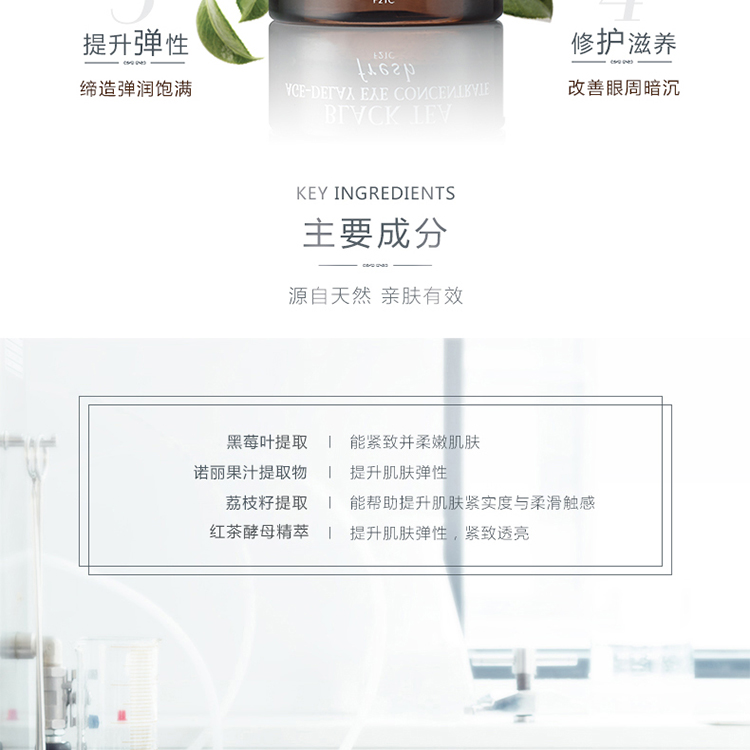 提升弹性
修护滋养
缔造弹润饱满
改善眼周暗沉
F21C
fresh
AGE-DELAY EYE CONCENTRATE
BLACK TEA
KEY INGREDIENTS
主要成分
源自天然 亲肤有效
黑莓叶提取 | 能紧致并柔嫩肌肤
诺丽果汁提取物 | 提升肌肤弹性
荔枝籽提取 | 能帮助提升肌肤紧实度与柔滑触感
红茶酵母精萃 | 提升肌肤弹性，紧致透亮